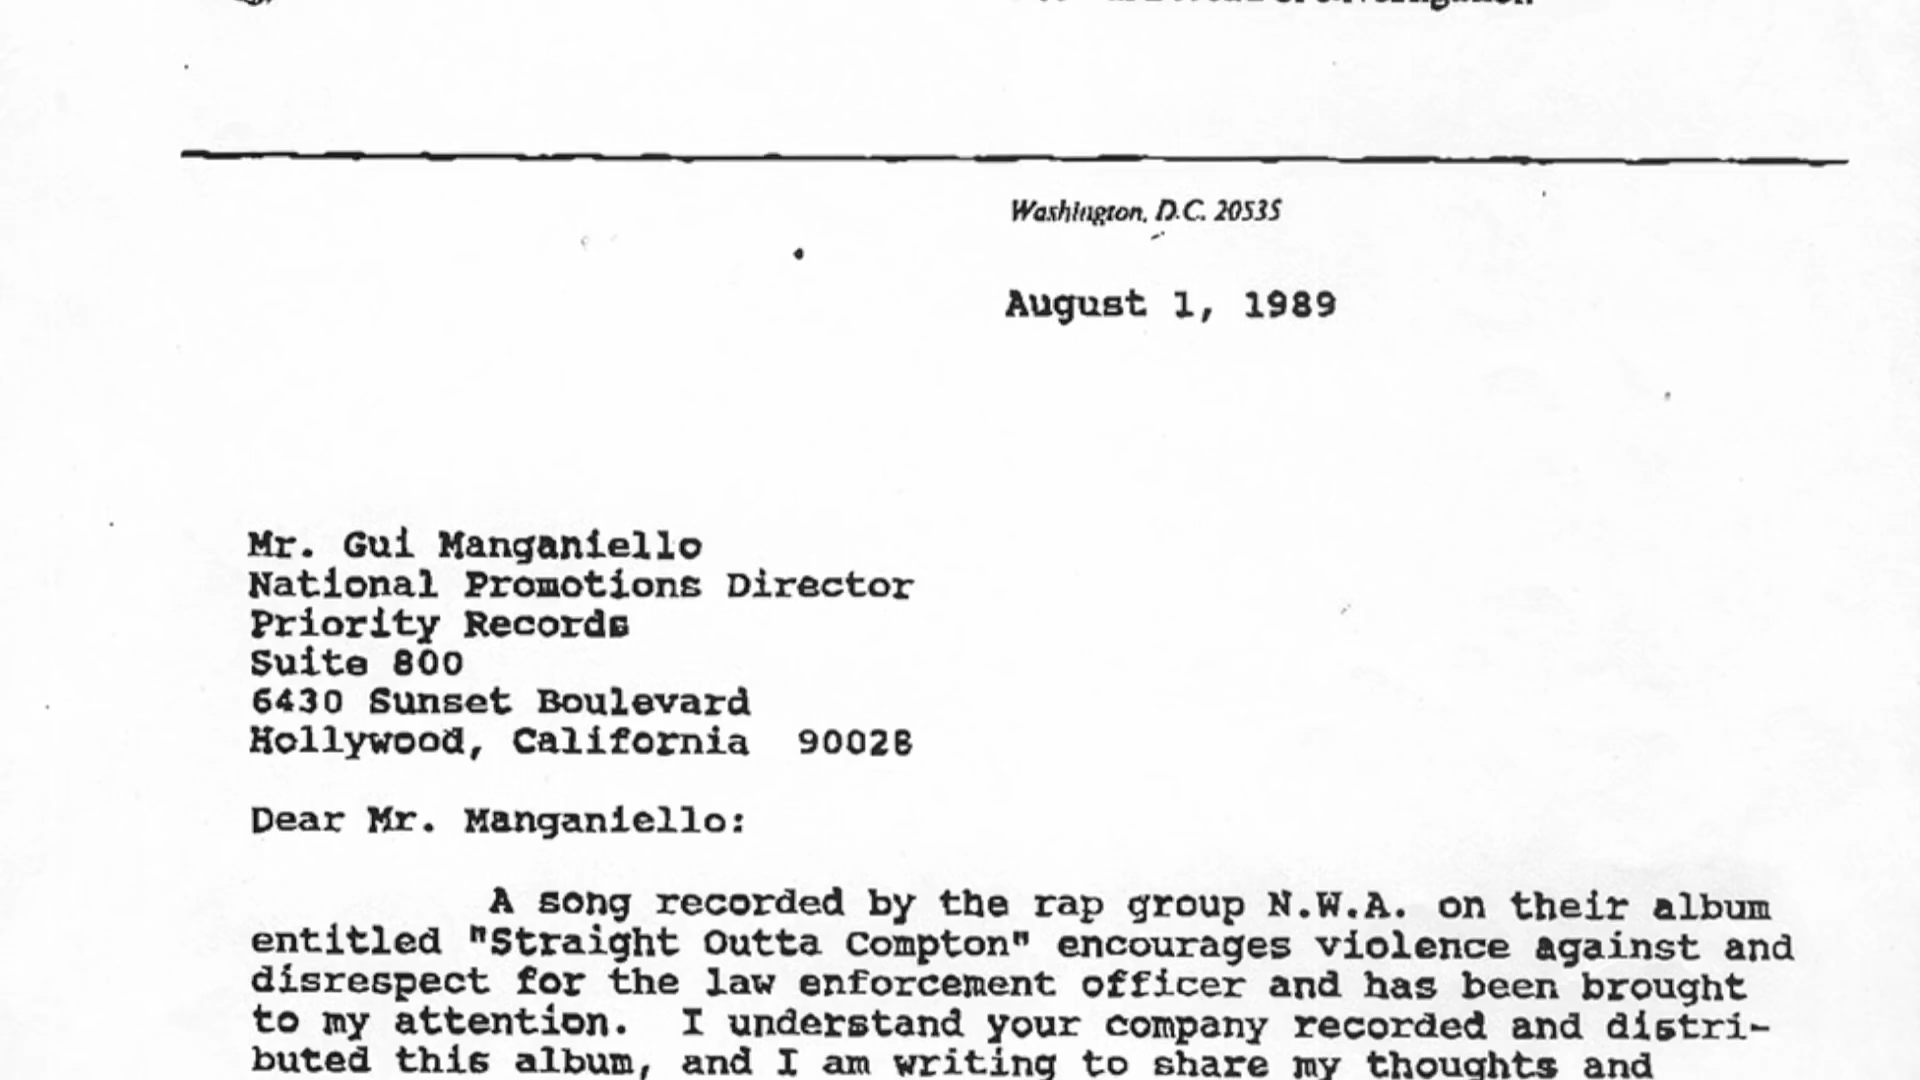 Washington, D.C. 20535
August 1, 1989
Mr. Gui Manganiello
National Promotions Director
Priority Records
Suite 800
6430 Sunset Boulevard
Hollywood, California 90028
Dear Mr. Manganiello:
A song recorded by the rap group N.W.A. on their album
entitled "Straight Outta Compton" encourages violence against and
disrespect for the law enforcement officer and has been brought
to my attention. I understand your company recorded and distri-
buted this album, and I am writing to share my thoughts and